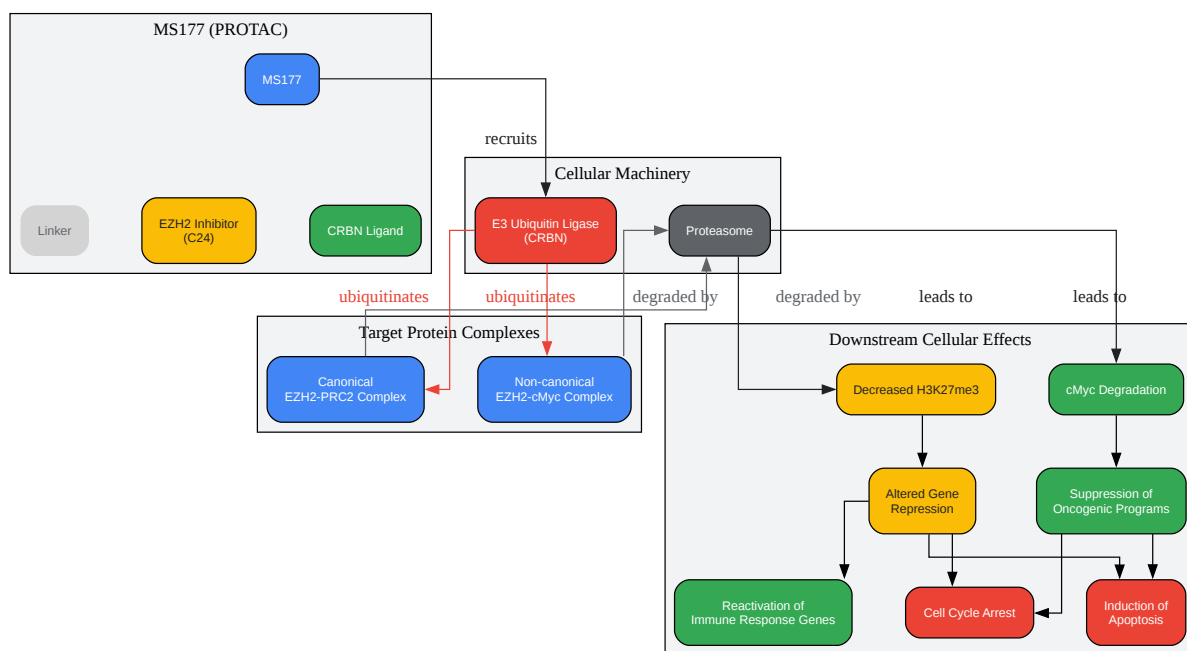 MS177 (PROTAC)
MS177
recruits
Cellular Machinery
Linker
EZH2 Inhibitor
(C24)
CRBN Ligand
E3 Ubiquitin Ligase
(CRBN)
Proteasome
ubiquitinates
ubiquitinates
degraded by
degraded by
leads to
leads to
Target Protein Complexes
Canonical
EZH2-PRC2 Complex
Non-canonical
EZH2-cMyc Complex
Downstream Cellular Effects
Decreased H3K27me3
cMyc Degradation
Altered Gene
Repression
Suppression of
Oncogenic Programs
Reactivation of
Immune Response Genes
Cell Cycle Arrest
Induction of
Apoptosis